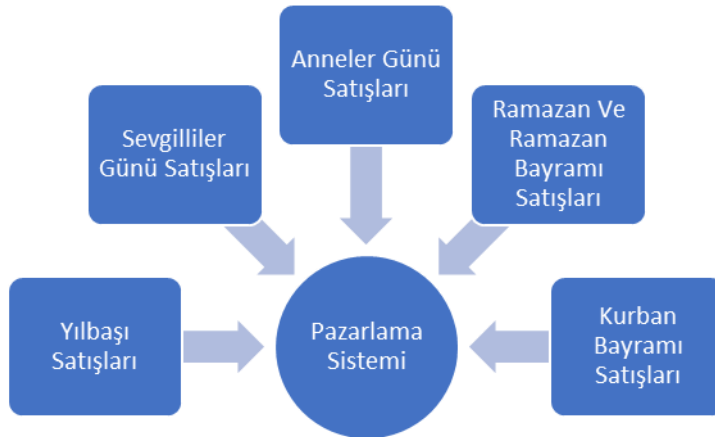 Anneler Günü
Satışları
Sevgilliler
Günü Satışları
Ramazan Ve
Ramazan
Bayramı
Satışları
Yılbaşı
Satışları
Pazarlama
Sistemi
Kurban
Bayramı
Satışları